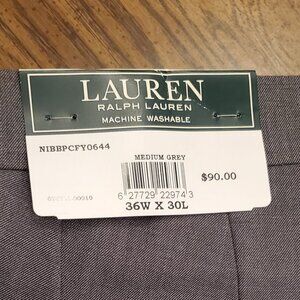 LAUREN
RALPH LAUREN
MACHINE WASHABLE
NIBBPCFY0644
MEDIUM GREY
$90.00
6 27729 22974 3
36W X 30L